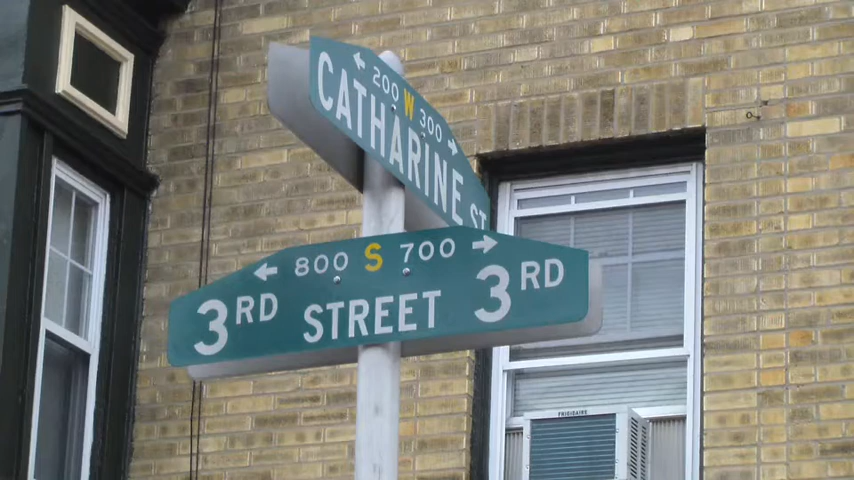 ← 200 W 300 →
CATHARINE ST
← 800 S 700 →
3RD STREET 3RD
FRIGIDAIRE